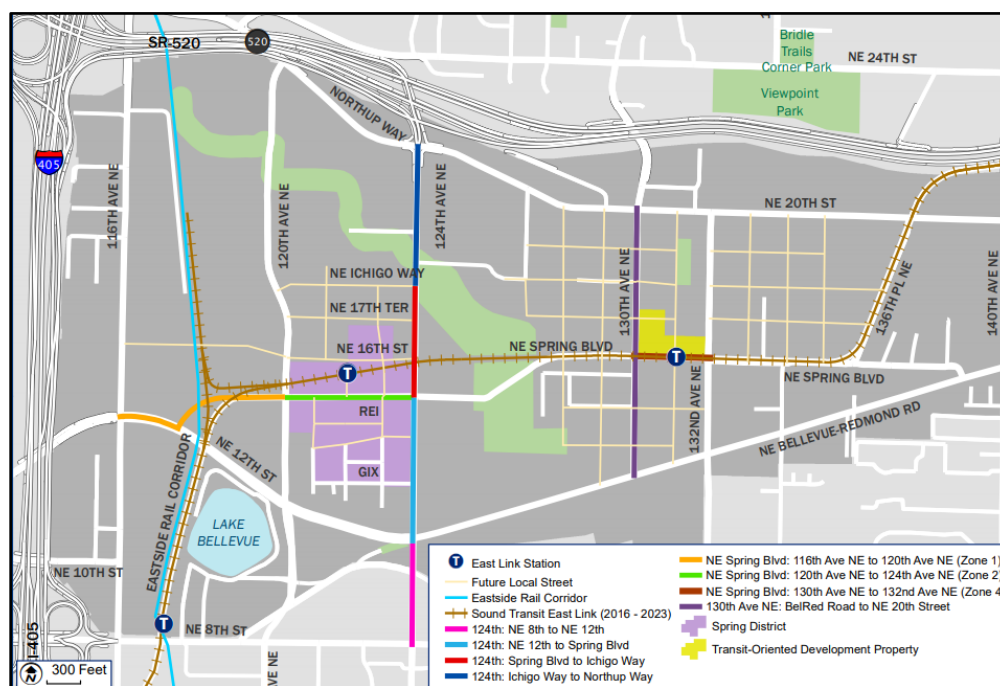 SR-520
520
Bridle
Trails
Corner Park
NE 24TH ST
Viewpoint
Park
NORTHUP WAY
405
116TH AVE NE
120TH AVE NE
124TH AVE NE
NE 20TH ST
130TH AVE NE
136TH PL NE
140TH AVE NE
NE ICHIGO WAY
NE 17TH TER
NE 16TH ST
NE SPRING BLVD
T
T
NE SPRING BLVD
132ND AVE NE
REI
GIX
NE BELLEVUE-REDMOND RD
NE 12TH ST
EASTSIDE RAIL CORRIDOR
LAKE
BELLEVUE
NE 10TH ST
T
NE 8TH ST
I-405
300 Feet
NE
AVE NE
T East Link Station
Future Local Street
Eastside Rail Corridor
Sound Transit East Link (2016 - 2023)
124th: NE 8th to NE 12th
124th: NE 12th to Spring Blvd
124th: Spring Blvd to Ichigo Way
124th: Ichigo Way to Northup Way
NE Spring Blvd: 116th Ave NE to 120th Ave NE (Zone 1)
NE Spring Blvd: 120th Ave NE to 124th Ave NE (Zone 2)
NE Spring Blvd: 130th Ave NE to 132nd Ave NE (Zone 4
130th Ave NE: BelRed Road to NE 20th Street
Spring District
Transit-Oriented Development Property